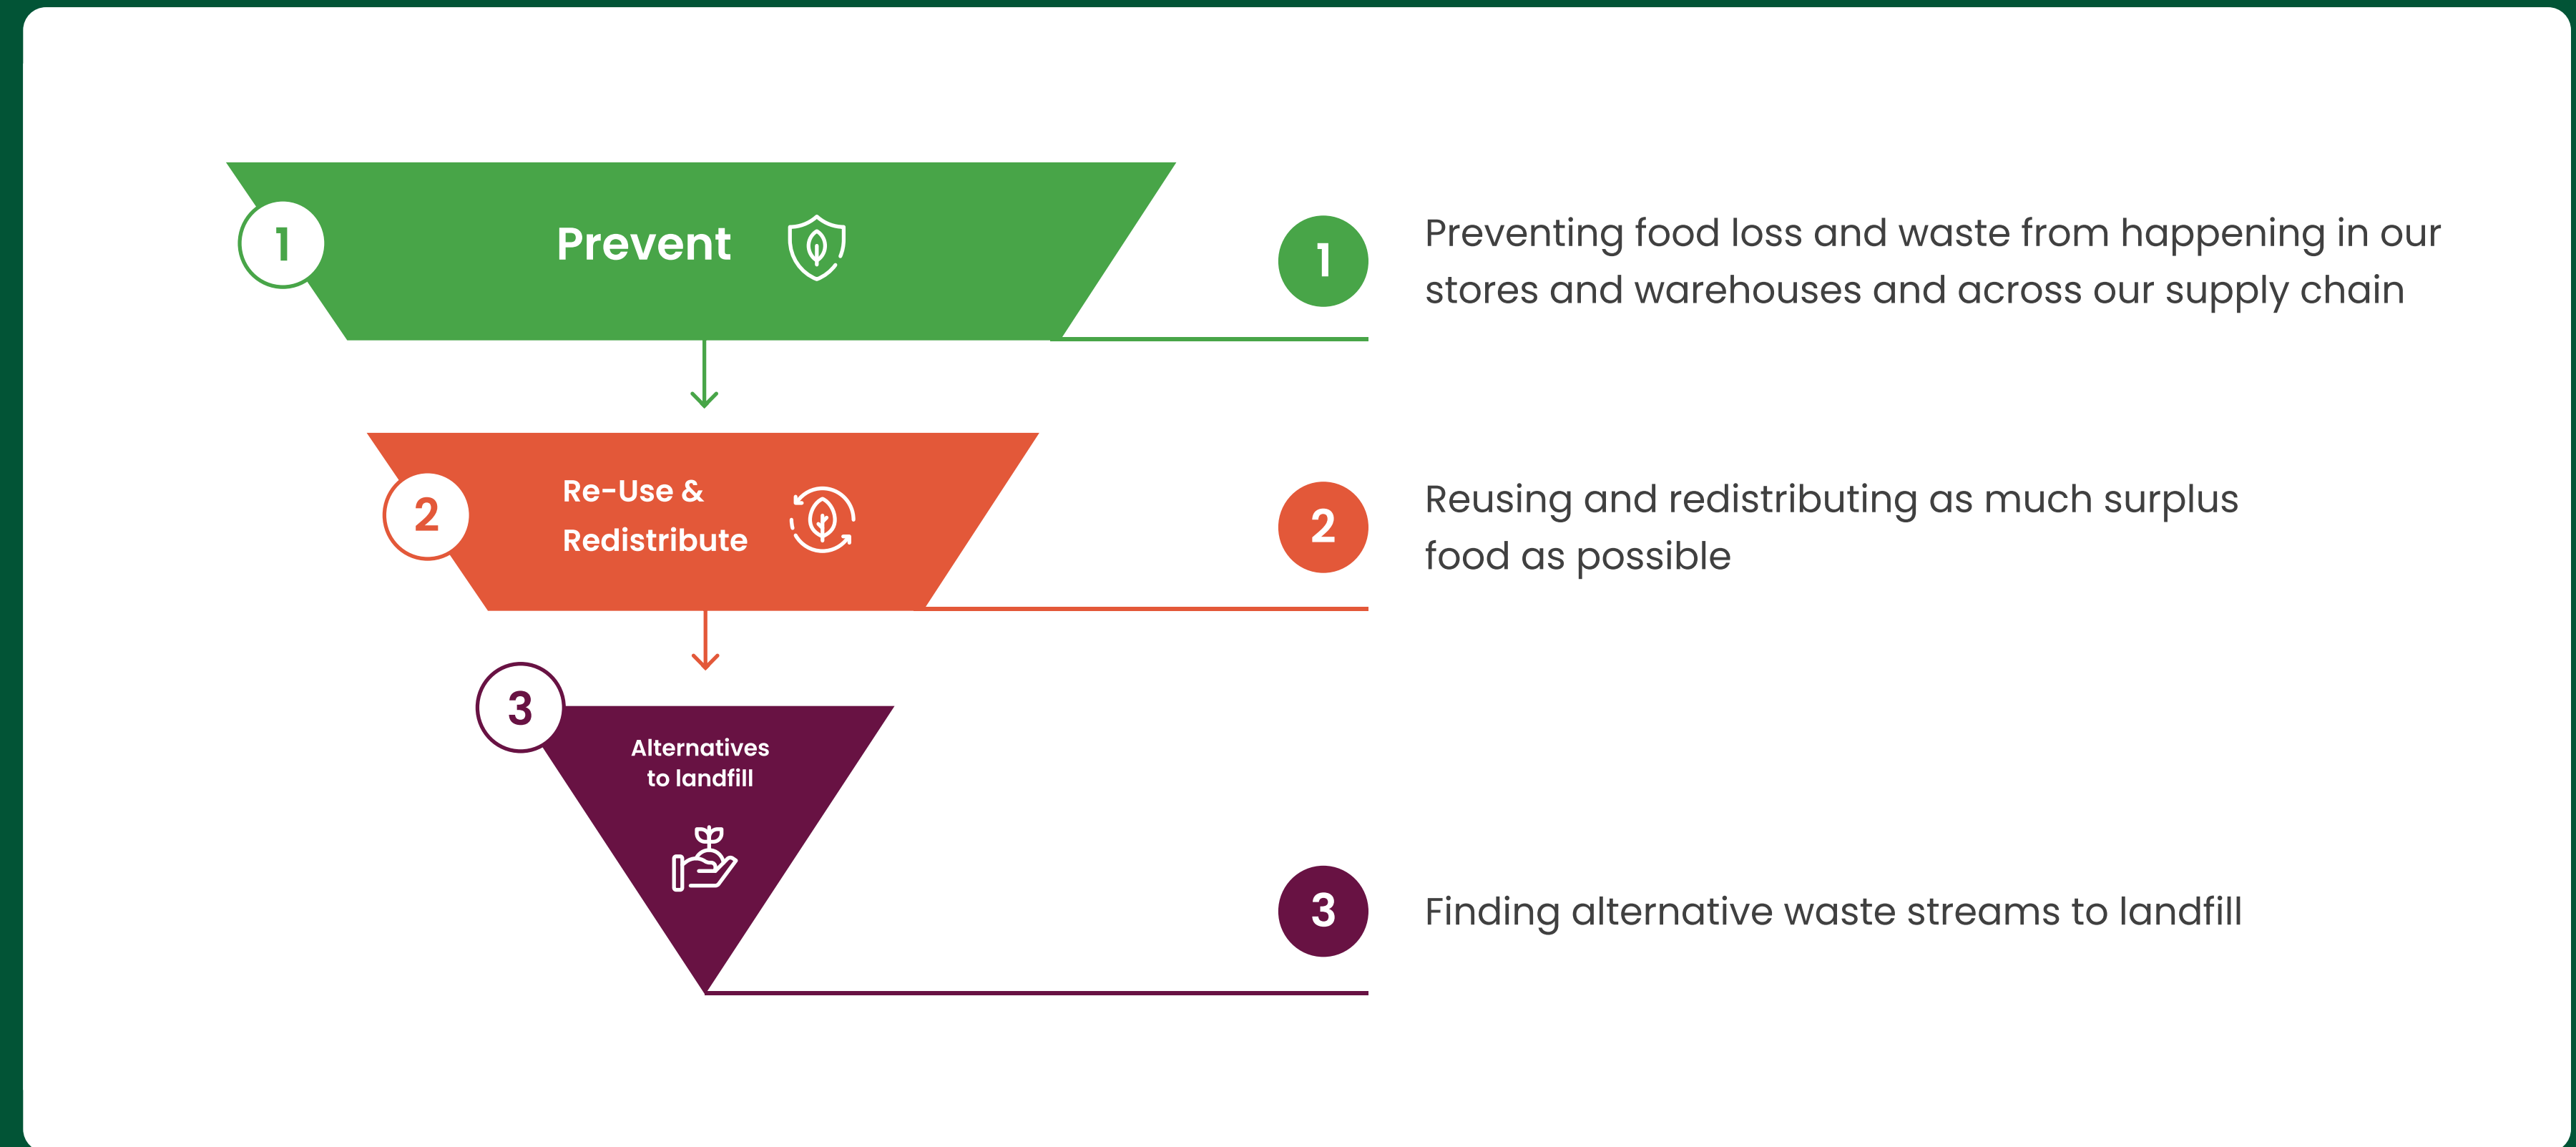 1
Prevent
1
Preventing food loss and waste from happening in our
stores and warehouses and across our supply chain
2
Re-Use &
Redistribute
2
Reusing and redistributing as much surplus
food as possible
3
Alternatives
to landfill
3
Finding alternative waste streams to landfill